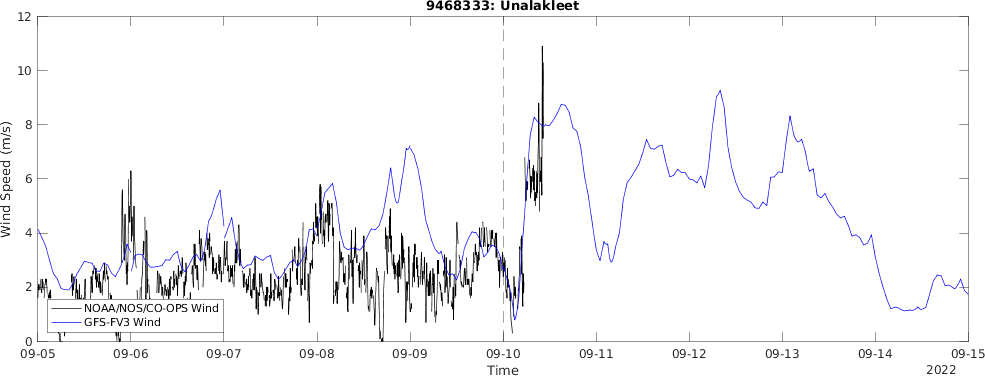 9468333: Unalakleet
Wind Speed (m/s)
12
10
8
6
4
2
0
NOAA/NOS/CO-OPS Wind
GFS-FV3 Wind
09-05 09-06 09-07 09-08 09-09 09-10 09-11 09-12 09-13 09-14 09-15
Time
2022